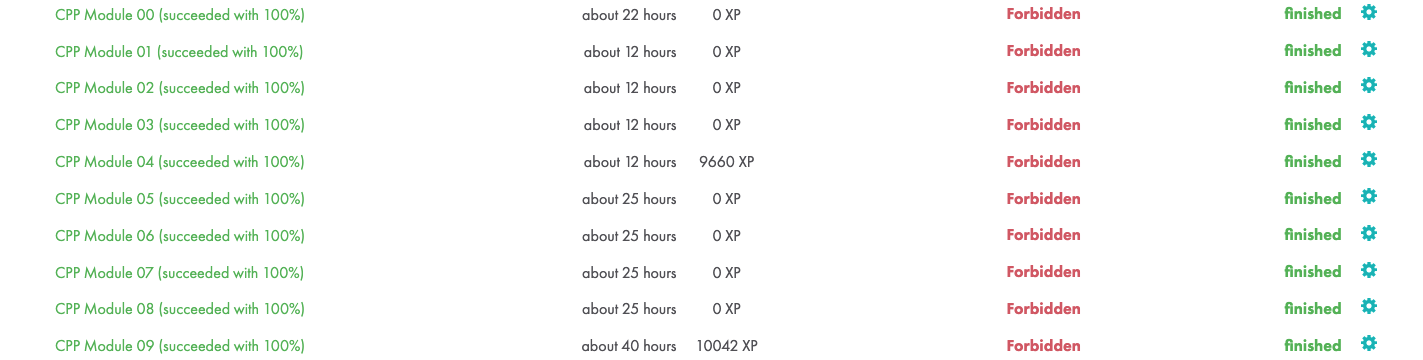 CPP Module 00 (succeeded with 100%) about 22 hours 0 XP Forbidden finished
CPP Module 01 (succeeded with 100%) about 12 hours 0 XP Forbidden finished
CPP Module 02 (succeeded with 100%) about 12 hours 0 XP Forbidden finished
CPP Module 03 (succeeded with 100%) about 12 hours 0 XP Forbidden finished
CPP Module 04 (succeeded with 100%) about 12 hours 9660 XP Forbidden finished
CPP Module 05 (succeeded with 100%) about 25 hours 0 XP Forbidden finished
CPP Module 06 (succeeded with 100%) about 25 hours 0 XP Forbidden finished
CPP Module 07 (succeeded with 100%) about 25 hours 0 XP Forbidden finished
CPP Module 08 (succeeded with 100%) about 25 hours 0 XP Forbidden finished
CPP Module 09 (succeeded with 100%) about 40 hours 10042 XP Forbidden finished